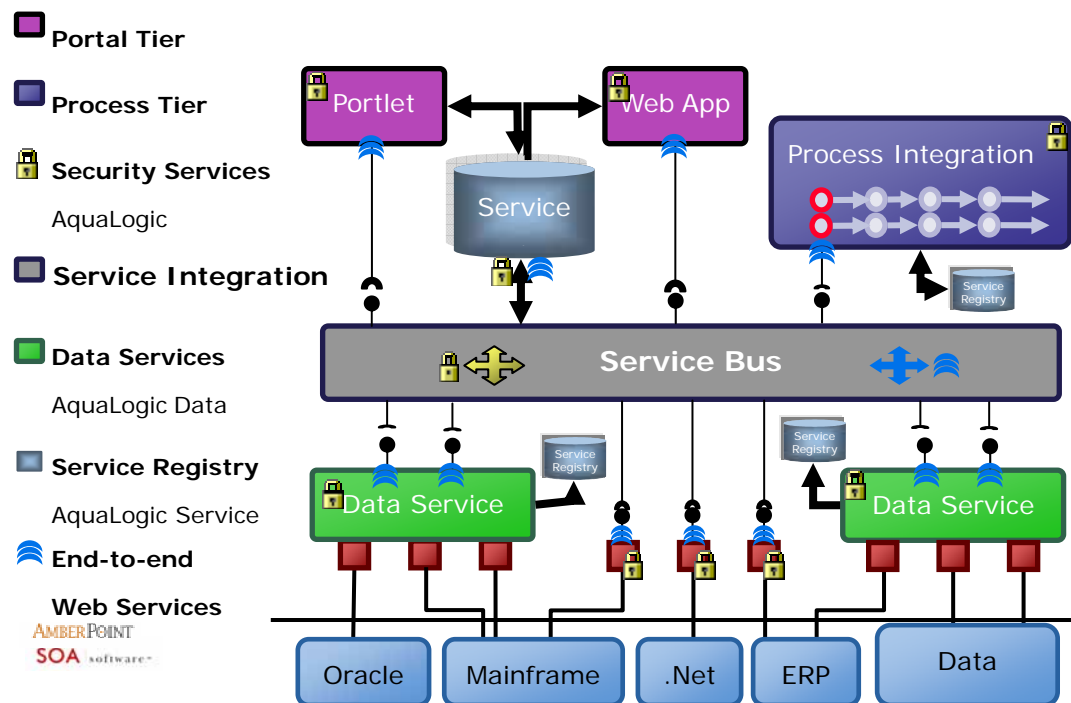 Portal Tier
Process Tier
Security Services
AquaLogic
Service Integration
Data Services
AquaLogic Data
Service Registry
AquaLogic Service
End-to-end
Web Services
AMBERPOINT
SOA software
Portlet
Web App
Service
Process Integration
Service
Registry
Service Bus
Service
Registry
Service
Registry
Data Service
Data Service
Oracle
Mainframe
.Net
ERP
Data